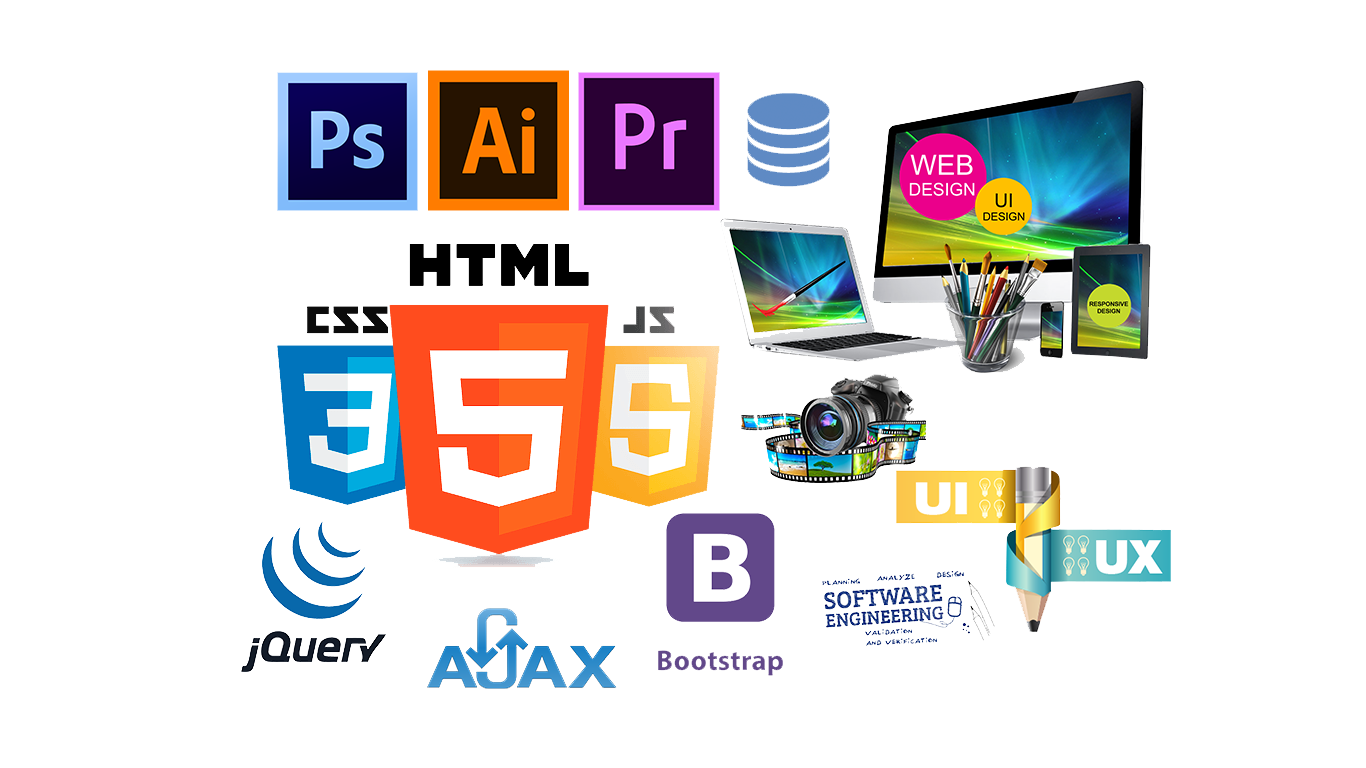 Ps
Ai
Pr
WEB
DESIGN
UI
DESIGN
RESPONSIVE
DESIGN
HTML
CSS
JS
3
5
5
UI
UX
jQuery
AJAX
B
Bootstrap
PLANNING ANALYZE DESIGN
SOFTWARE
ENGINEERING
VALIDATION
AND VERIFICATION